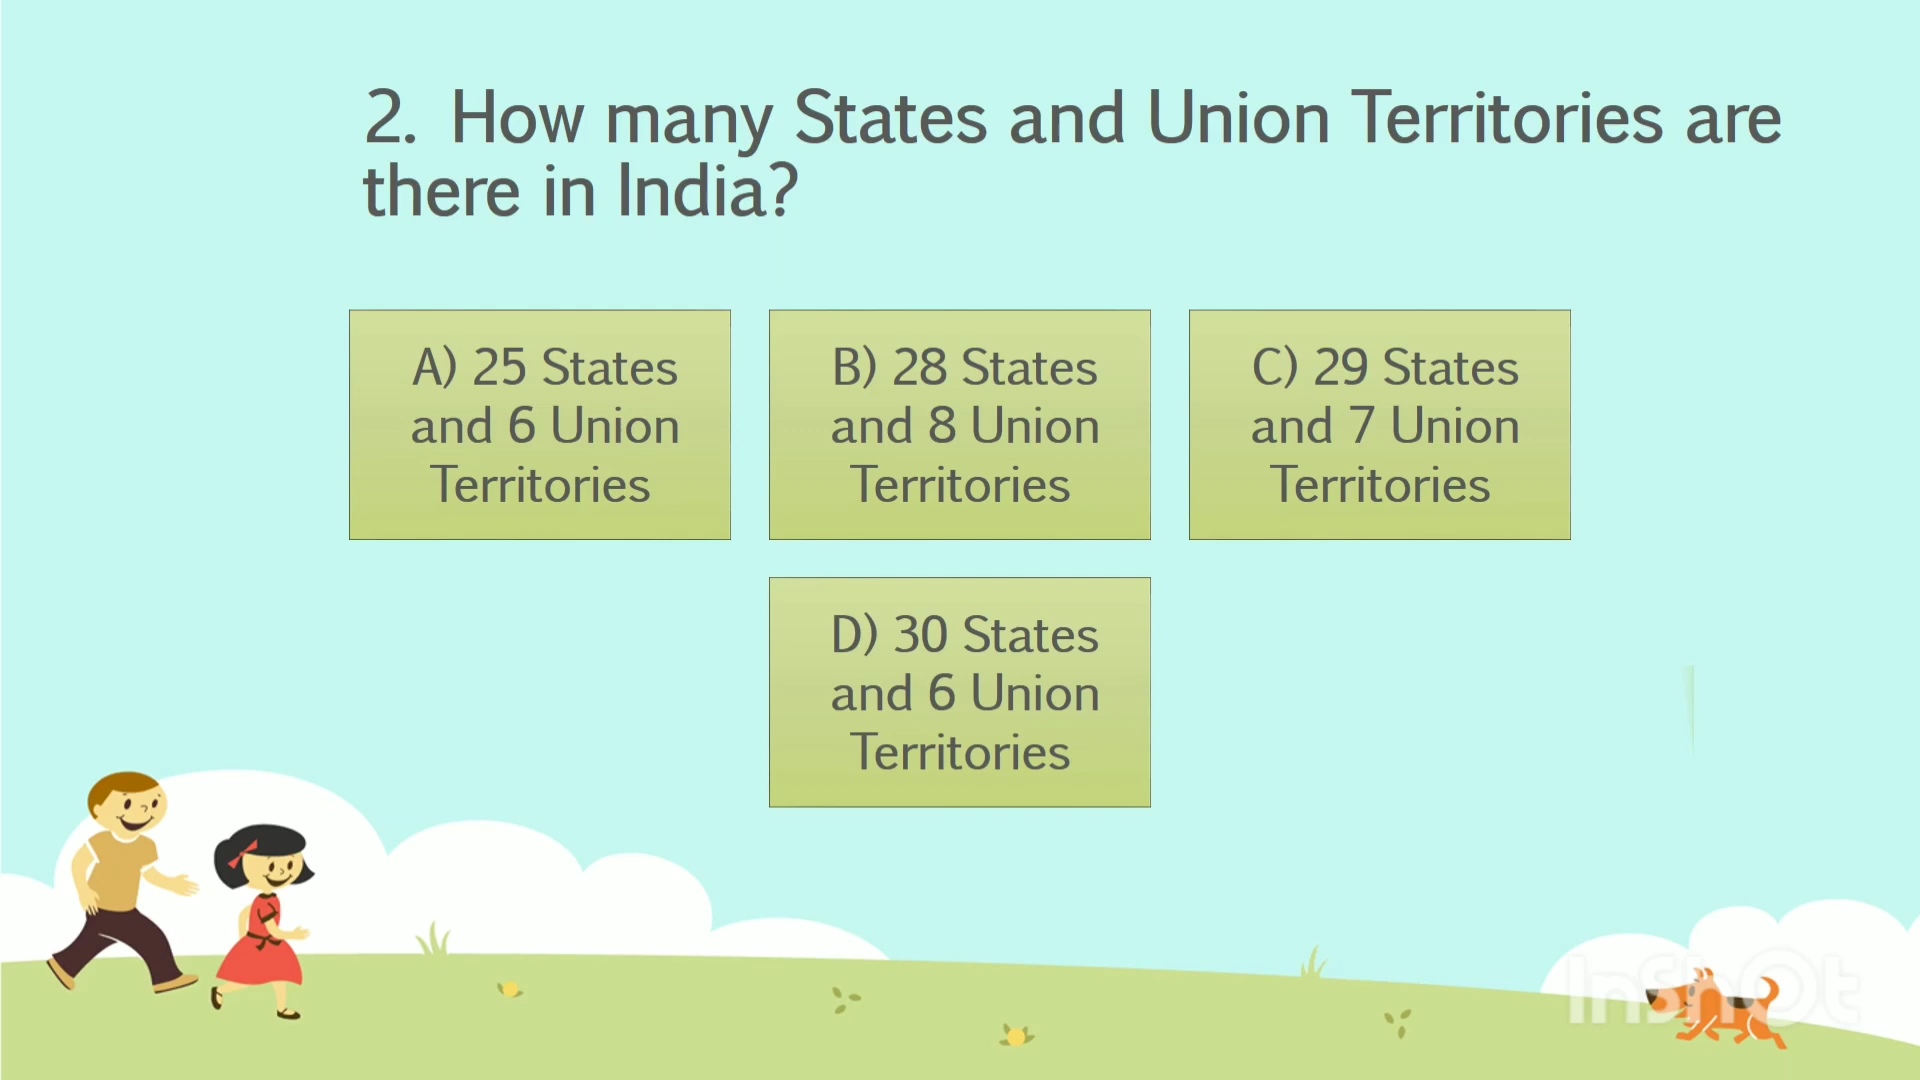 2. How many States and Union Territories are
there in India?
A) 25 States
and 6 Union
Territories
B) 28 States
and 8 Union
Territories
C) 29 States
and 7 Union
Territories
D) 30 States
and 6 Union
Territories
InShOt